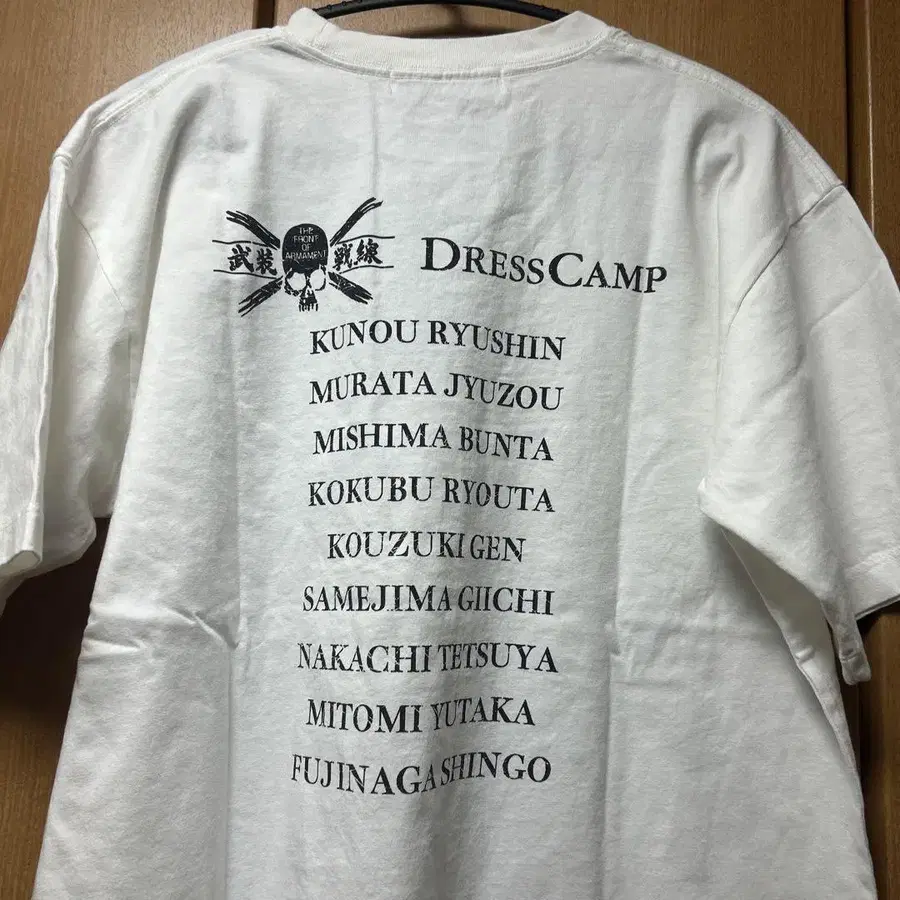 THE
FRONT
OF
ARMAMENT
武装 戦線
DRESSCAMP
KUNOU RYUSHIN
MURATA JYUZOU
MISHIMA BUNTA
KOKUBU RYOUTA
KOUZUKI GEN
SAMEJIMA GIICHI
NAKACHI TETSUYA
MITOMI YUTAKA
FUJINAGA SHINGO